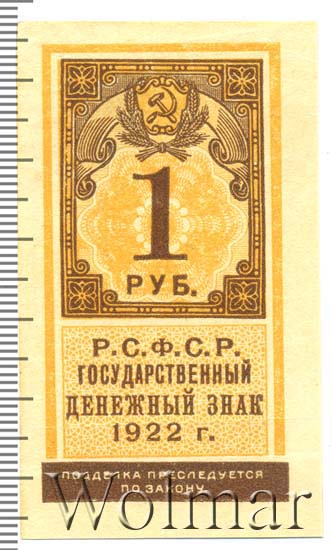 1
РУБ.
Р.С.Ф.С.Р.
ГОСУДАРСТВЕННЫЙ
ДЕНЕЖНЫЙ ЗНАК
1922 г.
ПОДДЕЛКА ПРЕСЛЕДУЕТСЯ
ПО ЗАКОНУ.
Wolmar